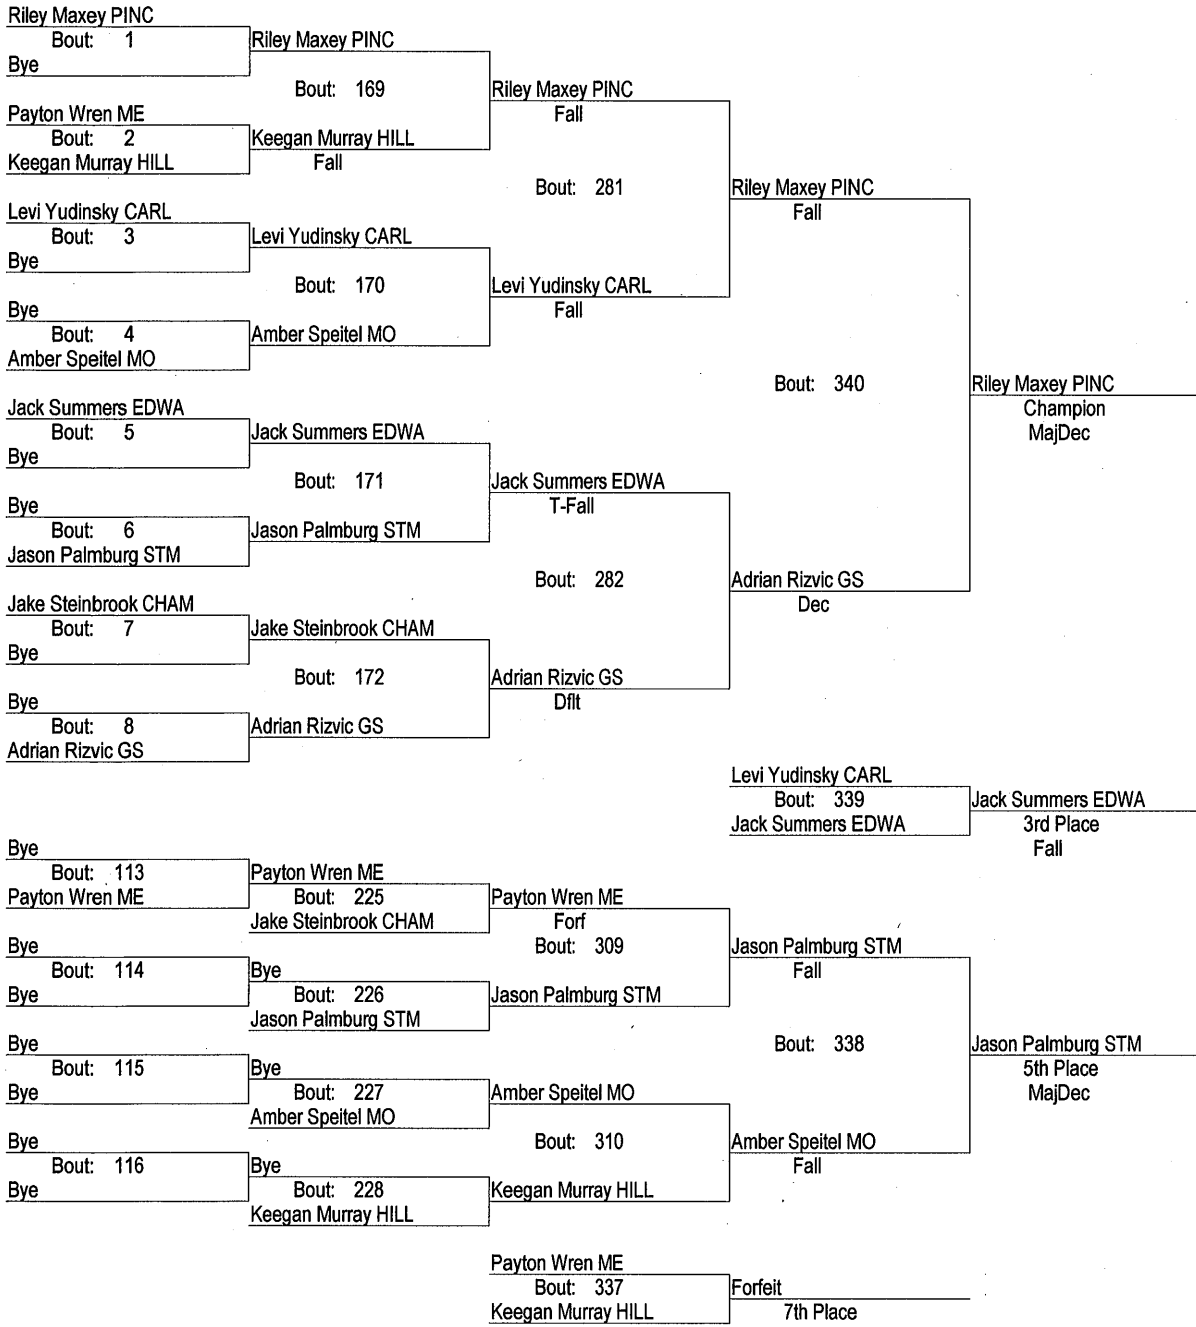 Riley Maxey PINC
Bout: 1
Bye
Riley Maxey PINC
Bout: 169
Payton Wren ME
Bout: 2
Keegan Murray HILL
Keegan Murray HILL
Fall
Riley Maxey PINC
Fall
Bout: 281
Levi Yudinsky CARL
Bout: 3
Bye
Levi Yudinsky CARL
Bout: 170
Bye
Bout: 4
Amber Speitel MO
Amber Speitel MO
Levi Yudinsky CARL
Fall
Riley Maxey PINC
Fall
Bout: 340
Jack Summers EDWA
Bout: 5
Bye
Jack Summers EDWA
Bout: 171
Bye
Bout: 6
Jason Palmburg STM
Jason Palmburg STM
Jack Summers EDWA
T-Fall
Bout: 282
Jake Steinbrook CHAM
Bout: 7
Bye
Jake Steinbrook CHAM
Bout: 172
Bye
Bout: 8
Adrian Rizvic GS
Adrian Rizvic GS
Adrian Rizvic GS
Dflt
Adrian Rizvic GS
Dec
Riley Maxey PINC
Champion
MajDec
Levi Yudinsky CARL
Bout: 339
Jack Summers EDWA
Jack Summers EDWA
3rd Place
Fall
Bye
Bout: 113
Payton Wren ME
Payton Wren ME
Bout: 225
Jake Steinbrook CHAM
Payton Wren ME
Forf
Bout: 309
Bye
Bout: 114
Bye
Bye
Bout: 226
Jason Palmburg STM
Jason Palmburg STM
Jason Palmburg STM
Fall
Bout: 338
Bye
Bout: 115
Bye
Bye
Bout: 227
Amber Speitel MO
Amber Speitel MO
Bout: 310
Bye
Bout: 116
Bye
Bye
Bout: 228
Keegan Murray HILL
Keegan Murray HILL
Amber Speitel MO
Fall
Jason Palmburg STM
5th Place
MajDec
Payton Wren ME
Bout: 337
Keegan Murray HILL
Forfeit
7th Place